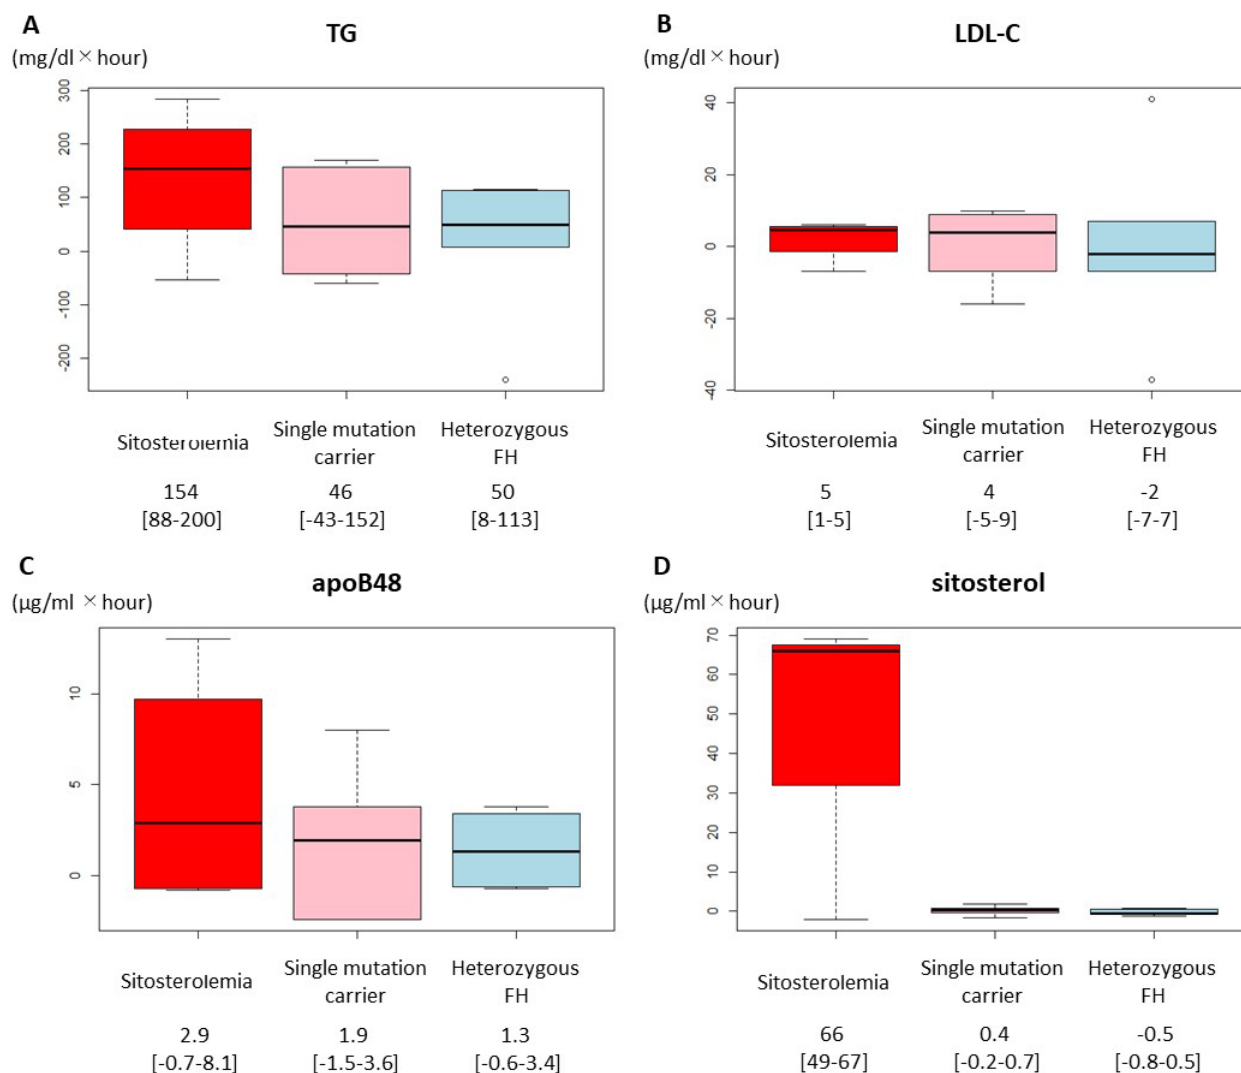 A
TG
(mg/dl×hour)
300
200
100
0
-100
-200
Sitosterolemia
Single mutation
carrier
Heterozygous
FH
154
46
50
[88-200]
[-43-152]
[8-113]
B
LDL-C
(mg/dl×hour)
40
20
0
-20
-40
Sitosterolemia
Single mutation
carrier
Heterozygous
FH
5
4
-2
[1-5]
[-5-9]
[-7-7]
C
apoB48
(µg/ml ×hour)
10
5
0
Sitosterolemia
Single mutation
carrier
Heterozygous
FH
2.9
1.9
1.3
[-0.7-8.1]
[-1.5-3.6]
[-0.6-3.4]
D
sitosterol
(µg/ml×hour)
70
60
50
40
30
20
10
0
Sitosterolemia
Single mutation
carrier
Heterozygous
FH
66
0.4
-0.5
[49-67]
[-0.2-0.7]
[-0.8-0.5]